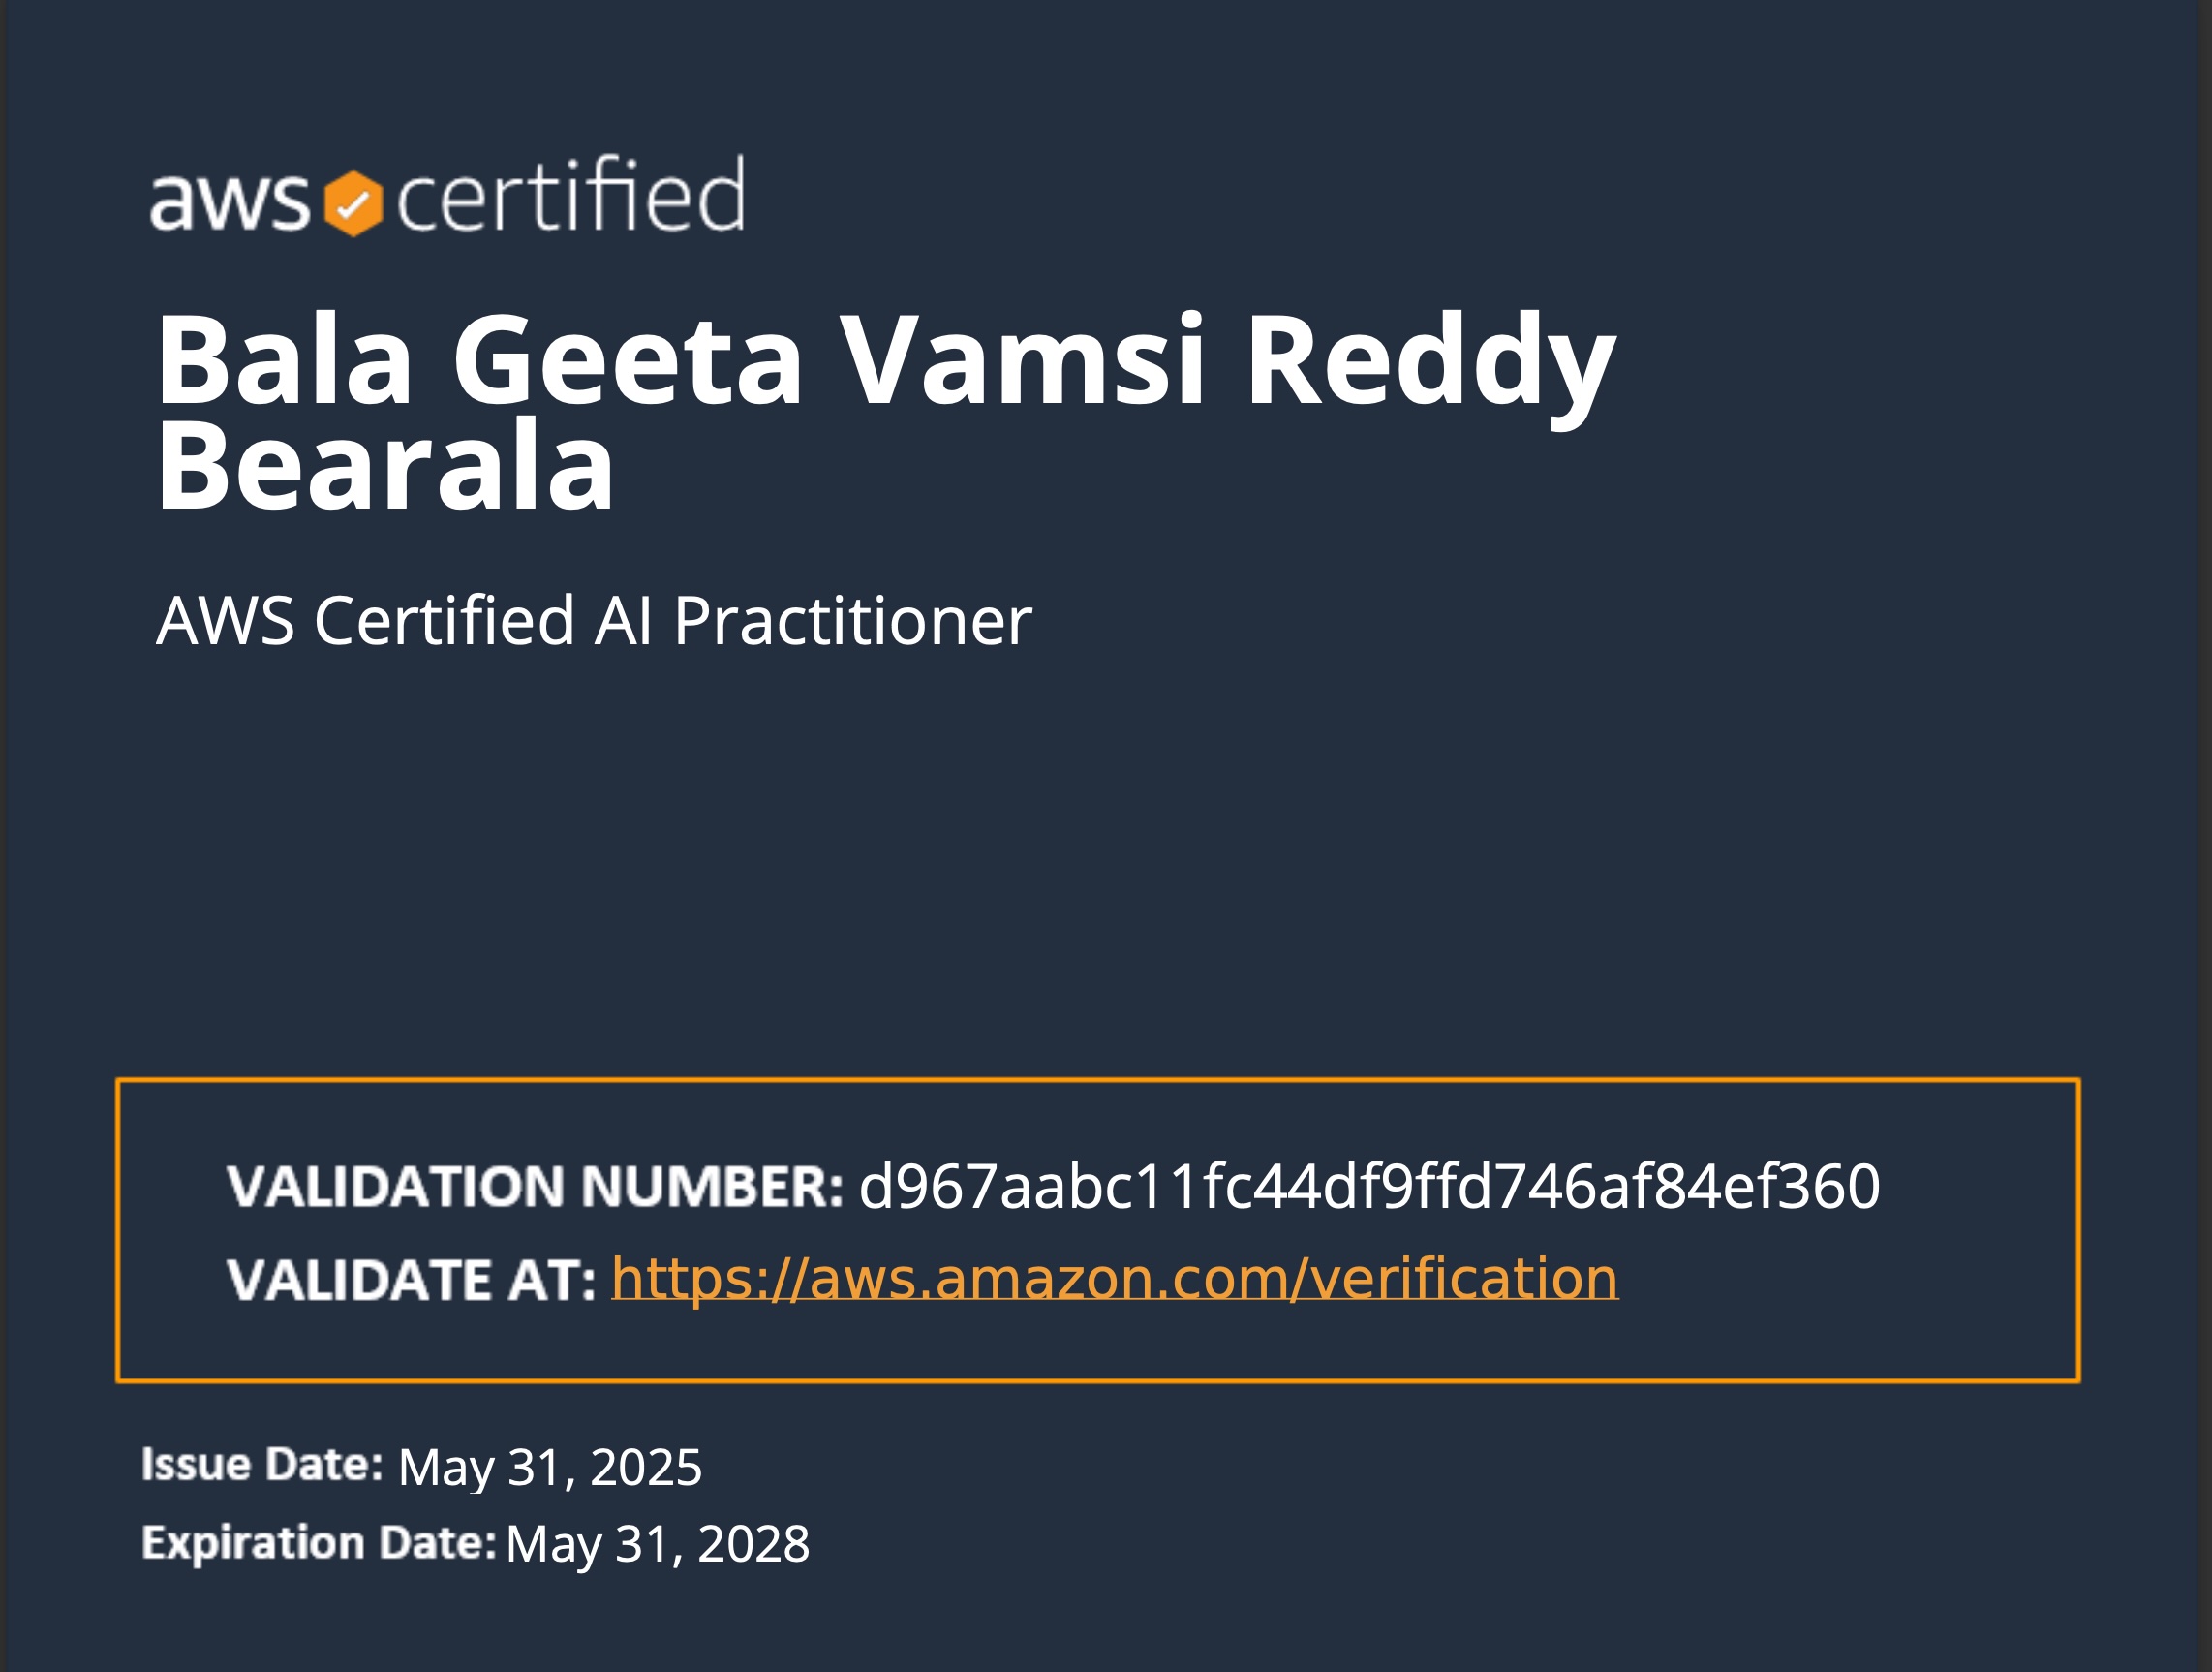 aws certified
Bala Geeta Vamsi Reddy
Bearala
AWS Certified AI Practitioner
VALIDATION NUMBER: d967aabc11fc44df9ffd746af84ef360
VALIDATE AT: https://aws.amazon.com/verification
Issue Date: May 31, 2025
Expiration Date: May 31, 2028